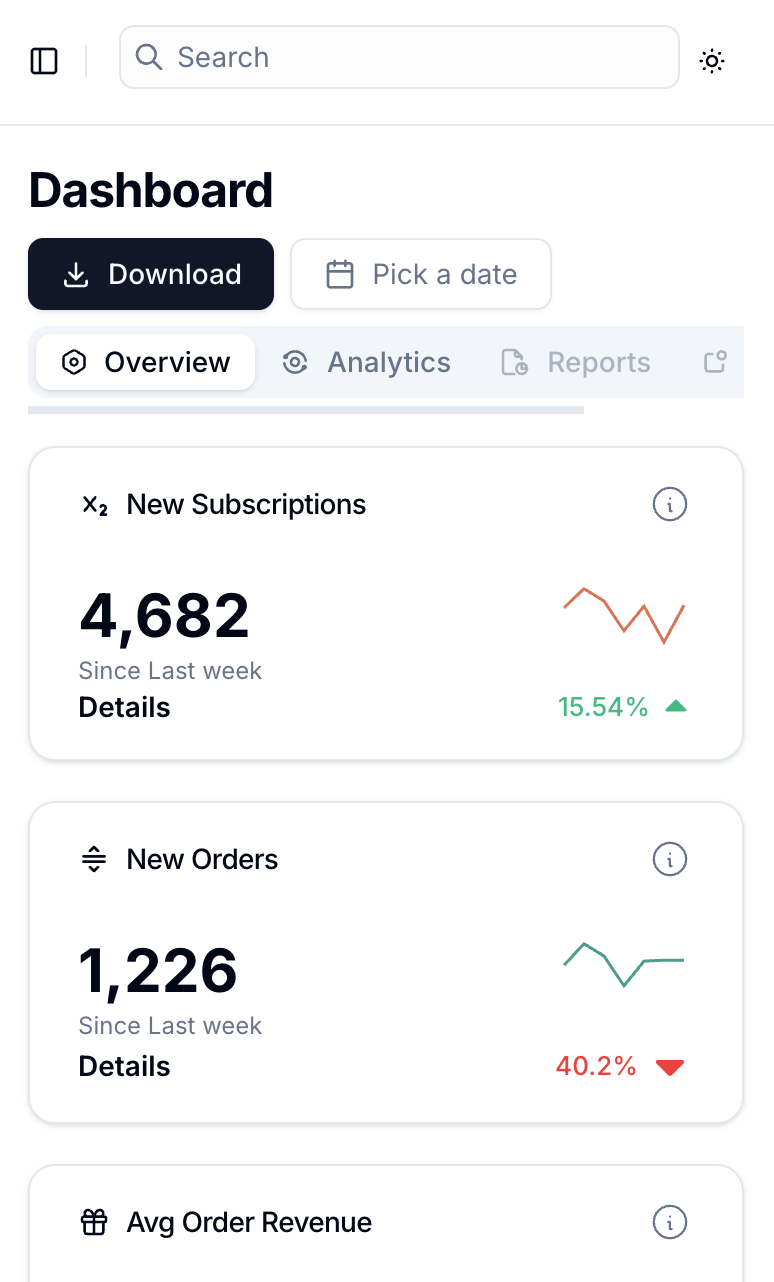 Search
Dashboard
Download
Pick a date
Overview Analytics Reports
New Subscriptions
4,682
Since Last week
Details
15.54%
New Orders
1,226
Since Last week
Details
40.2%
Avg Order Revenue